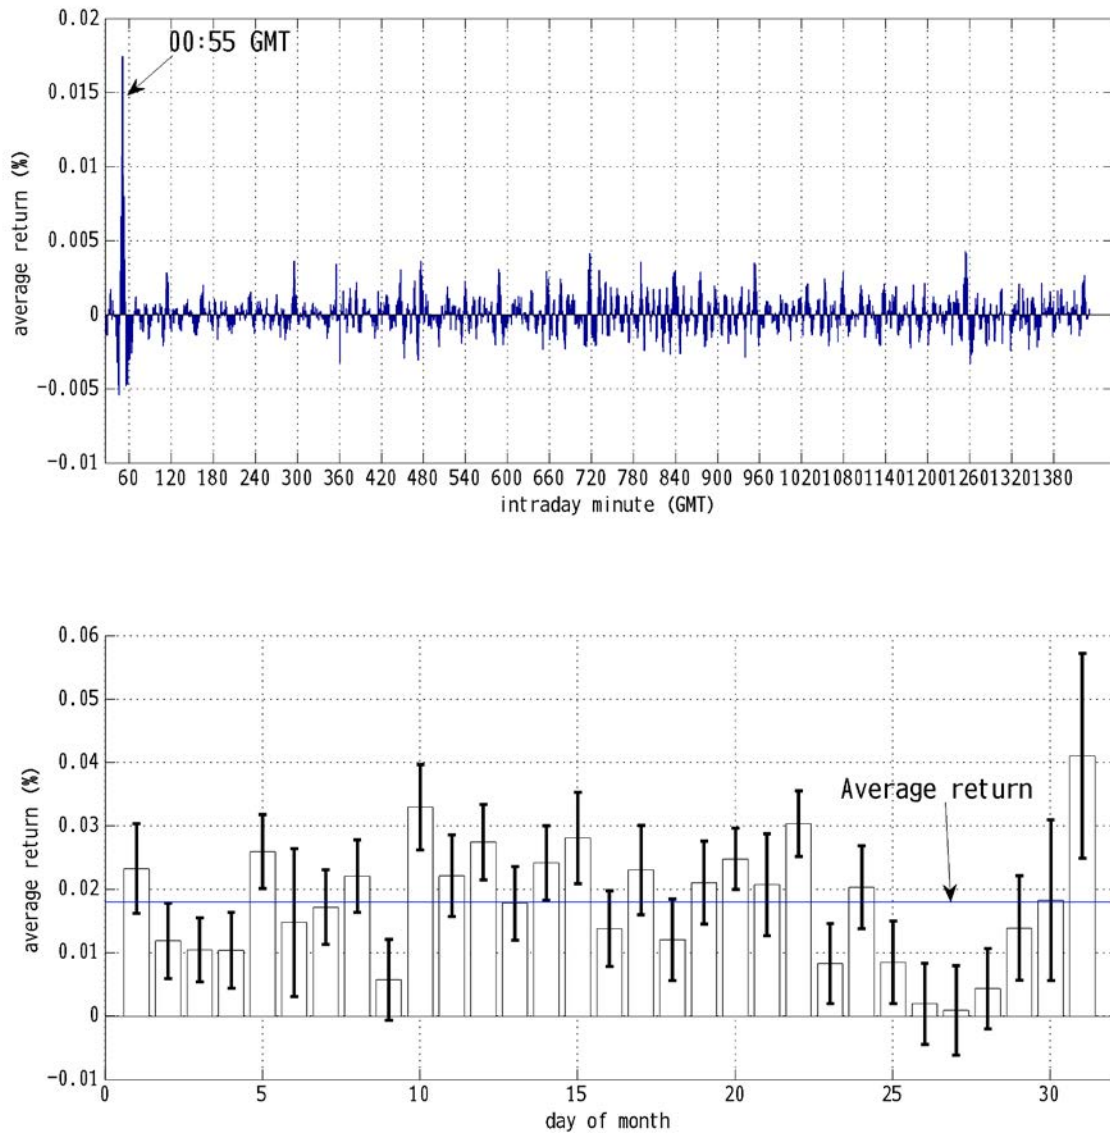 0.02
00:55 GMT
0.015
0.01
0.005
0
-0.005
-0.01
average return (%)
60 120 180 240 300 360 420 480 540 600 660 720 780 840 900 960 1020 1080 1140 1200 1260 1320 1380
intraday minute (GMT)
0.06
0.05
0.04
Average return
0.03
0.02
0.01
0
-0.01
average return (%)
0 5 10 15 20 25 30
day of month